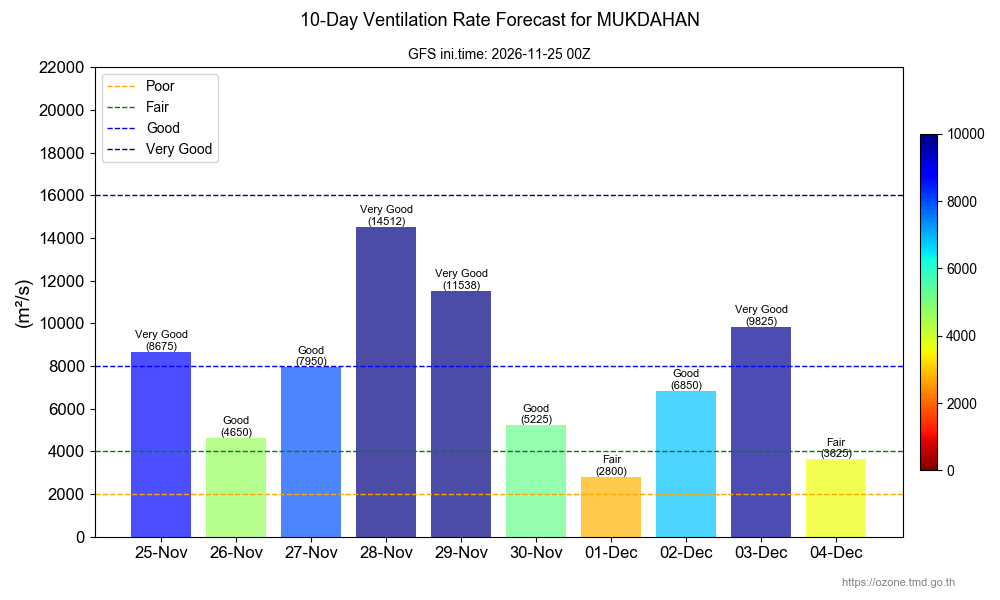 10-Day Ventilation Rate Forecast for MUKDAHAN
GFS ini.time: 2026-11-25 00Z
(m²/s)
22000
20000
18000
16000
14000
12000
10000
8000
6000
4000
2000
0
Poor
Fair
Good
Very Good
Very Good
(8675)
Good
(4650)
Good
(7950)
Very Good
(14512)
Very Good
(11538)
Good
(5225)
Fair
(2800)
Good
(6850)
Very Good
(9825)
Fair
(3625)
25-Nov 26-Nov 27-Nov 28-Nov 29-Nov 30-Nov 01-Dec 02-Dec 03-Dec 04-Dec
10000
8000
6000
4000
2000
0
https://ozone.tmd.go.th